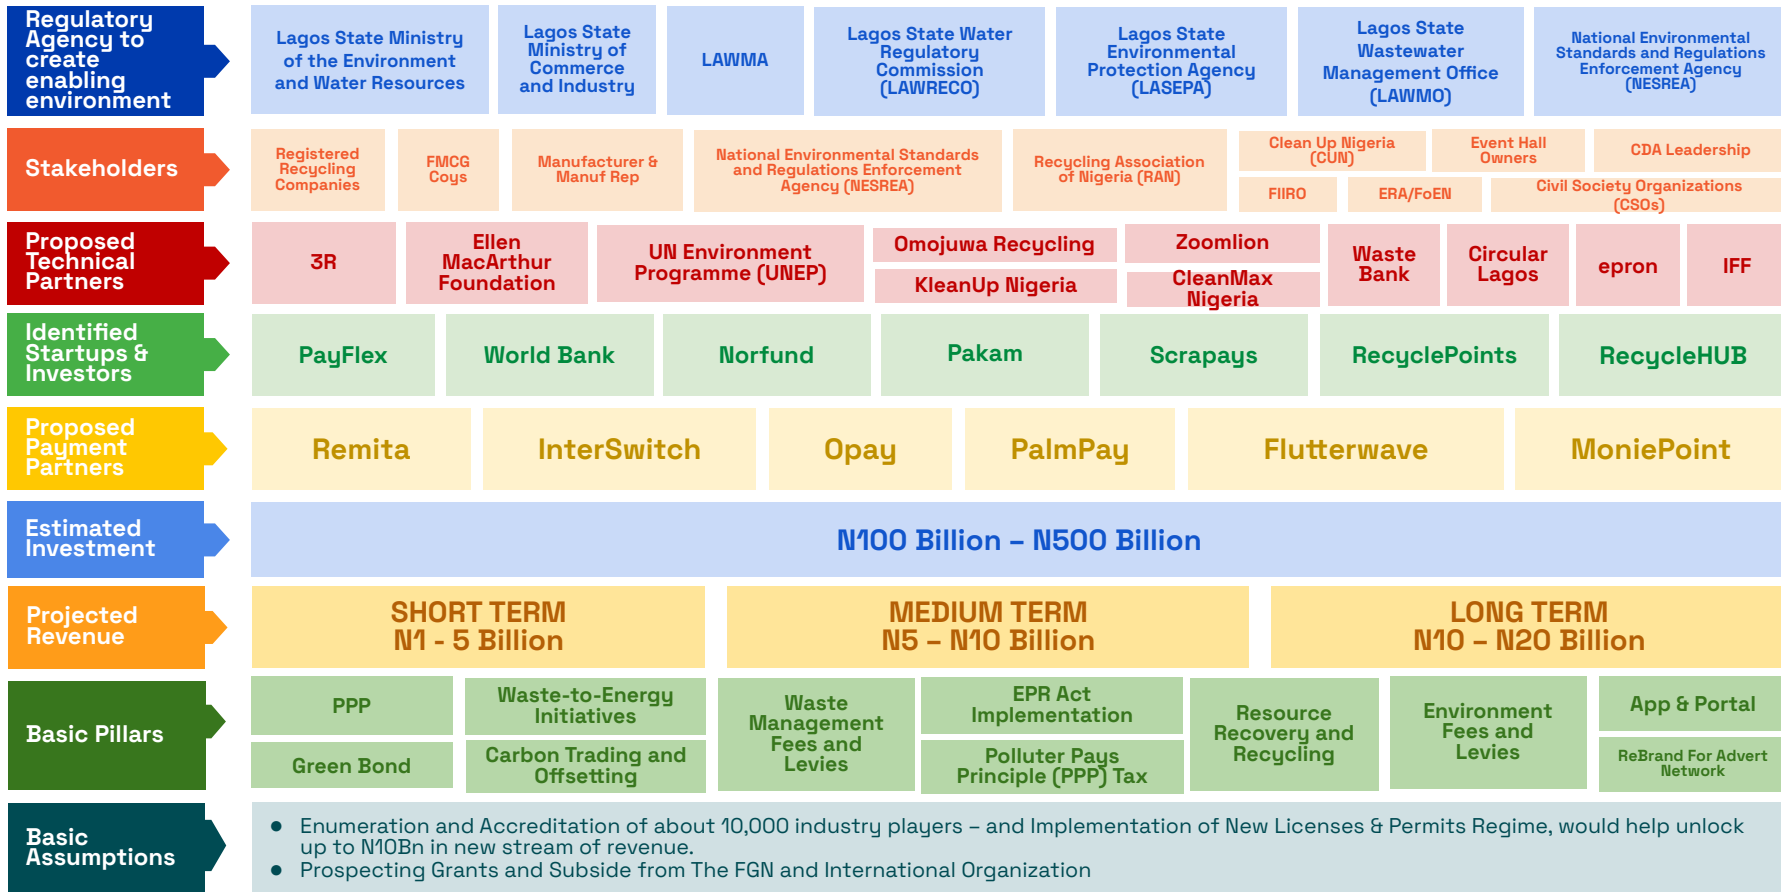 Regulatory
Agency to
create
enabling
environment
Lagos State Ministry
of the Environment
and Water Resources
Lagos State
Ministry of
Commerce
and Industry
LAWMA
Lagos State Water
Regulatory
Commission
(LAWRECO)
Lagos State
Environmental
Protection Agency
(LASEPA)
Lagos State
Wastewater
Management Office
(LAWMO)
National Environmental
Standards and Regulations
Enforcement Agency
(NESREA)
Stakeholders
Registered
Recycling
Companies
FMCG
Coys
Manufacturer &
Manuf Rep
National Environmental Standards
and Regulations Enforcement
Agency (NESREA)
Recycling Association
of Nigeria (RAN)
Clean Up Nigeria
(CUN)
Event Hall
Owners
CDA Leadership
FIIRO
ERA/FoEN
Civil Society Organizations
(CSOs)
Proposed
Technical
Partners
3R
Ellen
MacArthur
Foundation
UN Environment
Programme (UNEP)
Omojuwa Recycling
KleanUp Nigeria
Zoomlion
CleanMax
Nigeria
Waste
Bank
Circular
Lagos
epron
IFF
Identified
Startups &
Investors
PayFlex
World Bank
Norfund
Pakam
Scrapays
RecyclePoints
RecycleHUB
Proposed
Payment
Partners
Remita
InterSwitch
Opay
PalmPay
Flutterwave
MoniePoint
Estimated
Investment
N100 Billion – N500 Billion
Projected
Revenue
SHORT TERM
N1 - 5 Billion
MEDIUM TERM
N5 – N10 Billion
LONG TERM
N10 – N20 Billion
Basic Pillars
PPP
Green Bond
Waste-to-Energy
Initiatives
Carbon Trading and
Offsetting
Waste
Management
Fees and
Levies
EPR Act
Implementation
Polluter Pays
Principle (PPP) Tax
Resource
Recovery and
Recycling
Environment
Fees and
Levies
App & Portal
ReBrand For Advert
Network
Basic
Assumptions
● Enumeration and Accreditation of about 10,000 industry players – and Implementation of New Licenses & Permits Regime, would help unlock
up to N10Bn in new stream of revenue.
● Prospecting Grants and Subside from The FGN and International Organization